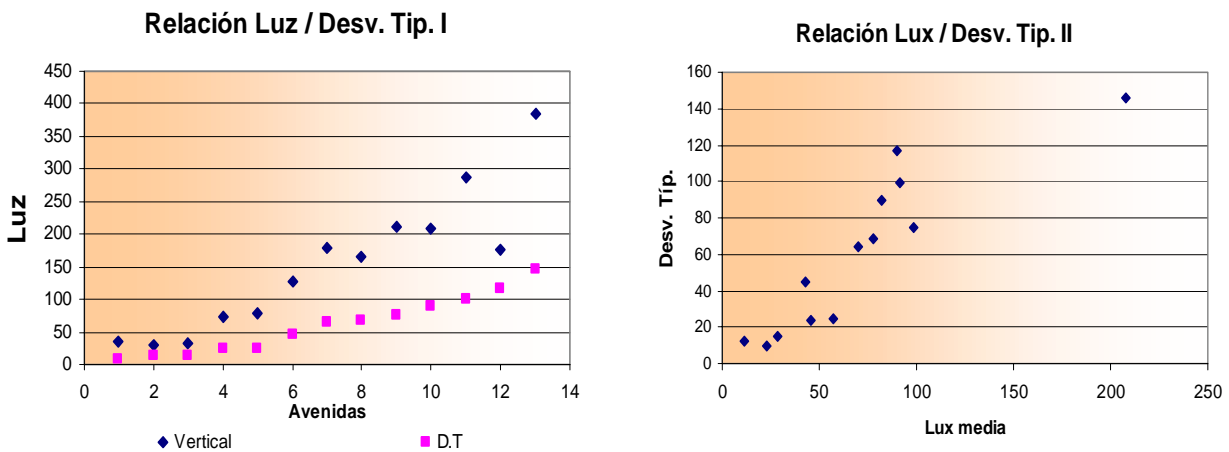 Relación Luz / Desv. Tip. I
450
400
350
300
250
200
150
100
50
0
Luz
0 2 4 6 8 10 12 14
Avenidas
Vertical D.T
Relación Lux / Desv. Tip. II
160
140
120
100
80
60
40
20
0
Desv. Típ.
0 50 100 150 200 250
Lux media